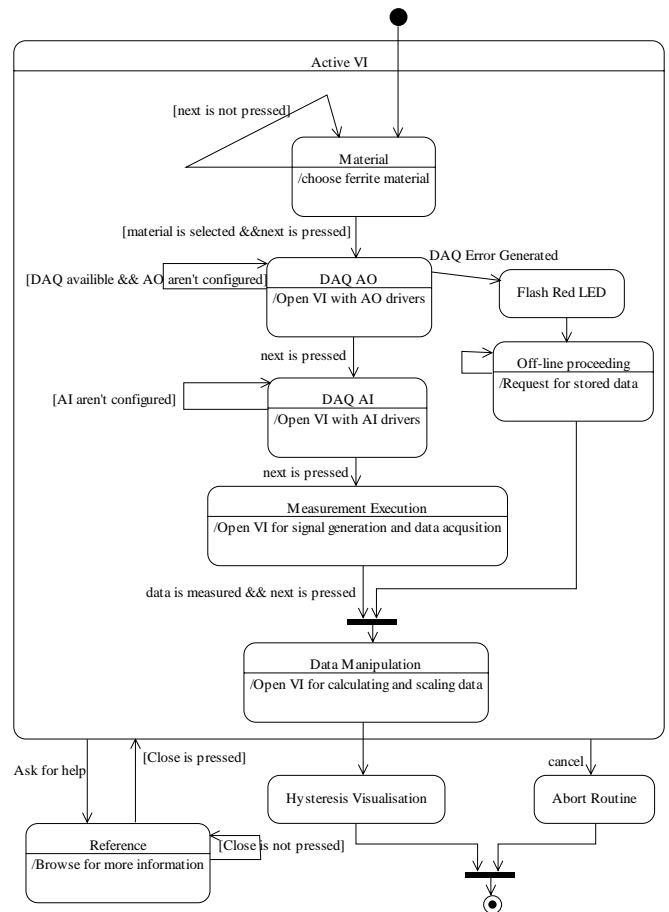 Active VI
[next is not pressed]
Material
/choose ferrite material
[material is selected &&next is pressed]
DAQ Error Generated
[DAQ availible && AO aren't configured]
DAQ AO
/Open VI with AO drivers
Flash Red LED
next is pressed
Off-line proceeding
/Request for stored data
[AI aren't configured]
DAQ AI
/Open VI with AI drivers
next is pressed
Measurement Execution
/Open VI for signal generation and data acqusition
data is measured && next is pressed
Data Manipulation
/Open VI for calculating and scaling data
Ask for help
[Close is pressed]
cancel
Hysteresis Visualisation
Abort Routine
Reference
/Browse for more information
[Close is not pressed]